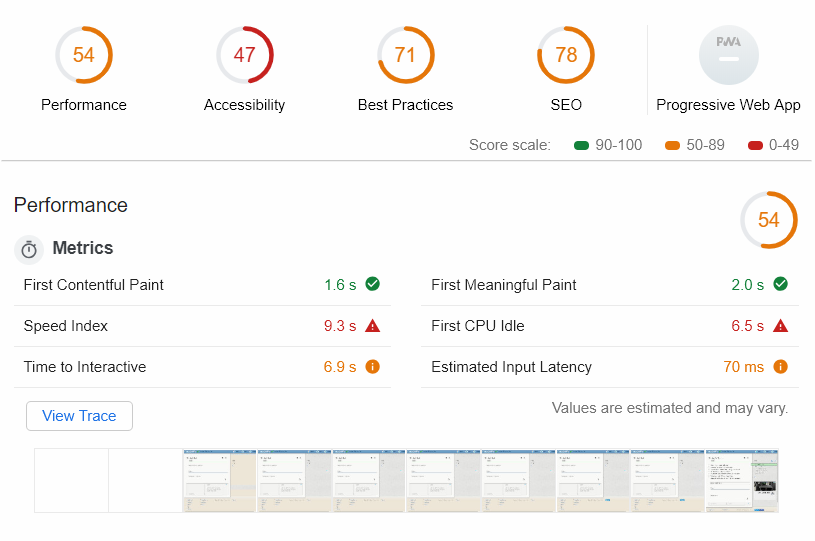 54
47
71
78
PWA
Performance
Accessibility
Best Practices
SEO
Progressive Web App
Score scale:
90-100
50-89
0-49
Performance
54
Metrics
First Contentful Paint 1.6 s
First Meaningful Paint 2.0 s
Speed Index 9.3 s
First CPU Idle 6.5 s
Time to Interactive 6.9 s
Estimated Input Latency 70 ms
View Trace
Values are estimated and may vary.